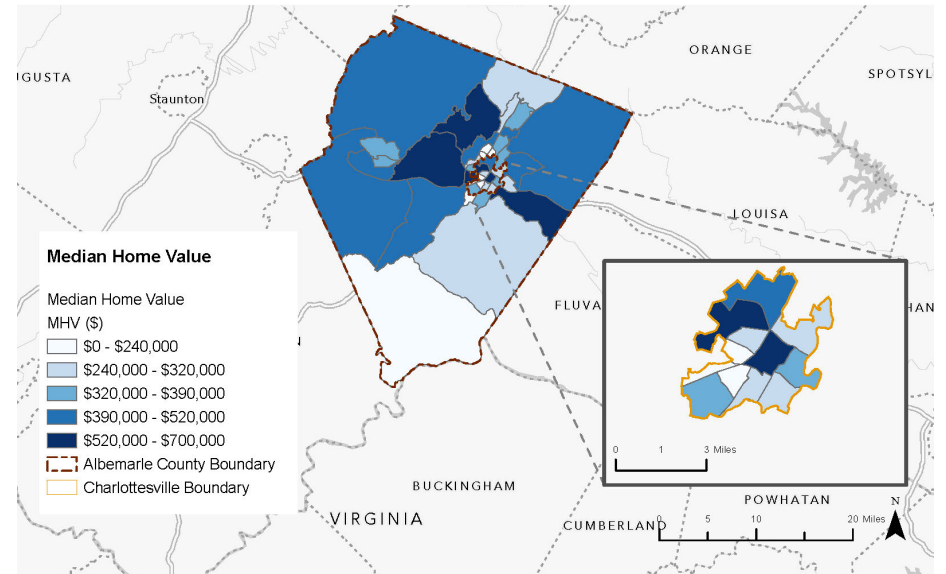 ORANGE
UGUSTA
SPOTSYL
Staunton
LOUISA
Median Home Value
Median Home Value
MHV ($)
$0 - $240,000
$240,000 - $320,000
$320,000 - $390,000
$390,000 - $520,000
$520,000 - $700,000
Albemarle County Boundary
Charlottesville Boundary
FLUVA
HAN
N
0 1 3 Miles
BUCKINGHAM
POWHATAN
VIRGINIA
CUMBERLAND
N
0 5 10 20 Miles